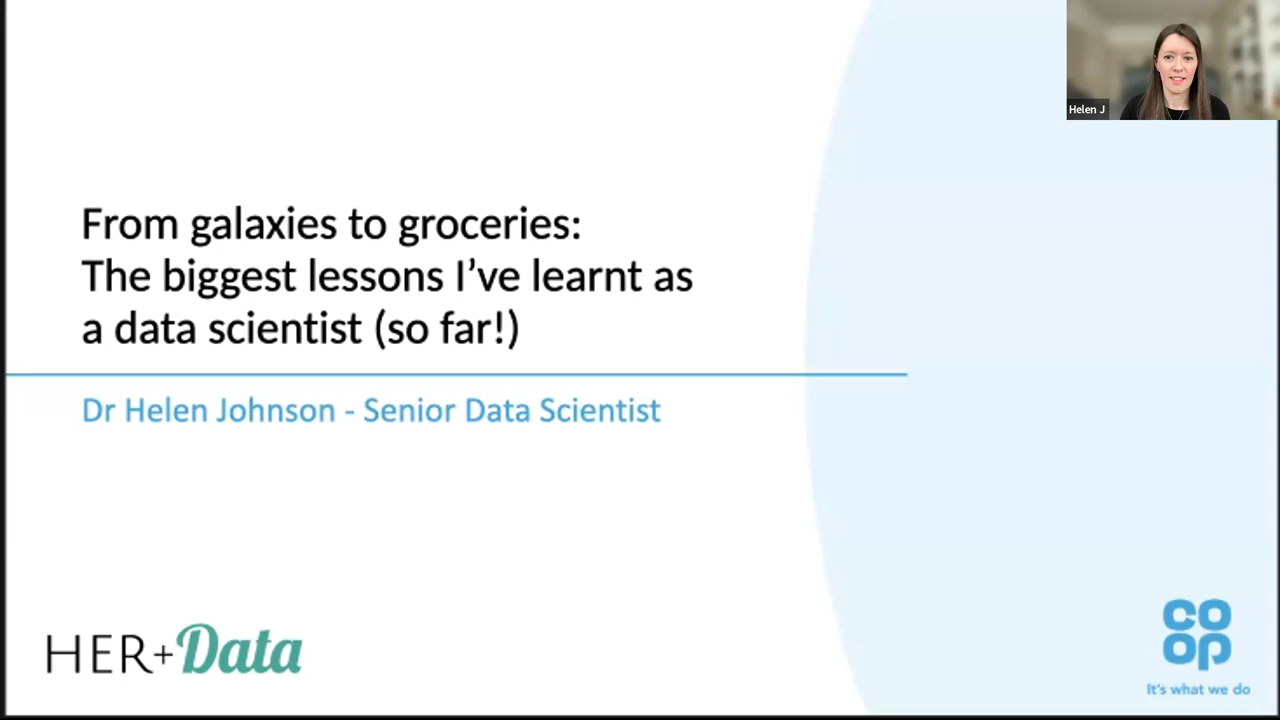 Helen J
From galaxies to groceries:
The biggest lessons I've learnt as
a data scientist (so far!)
Dr Helen Johnson - Senior Data Scientist
HER+Data
CO
OP
It's what we do